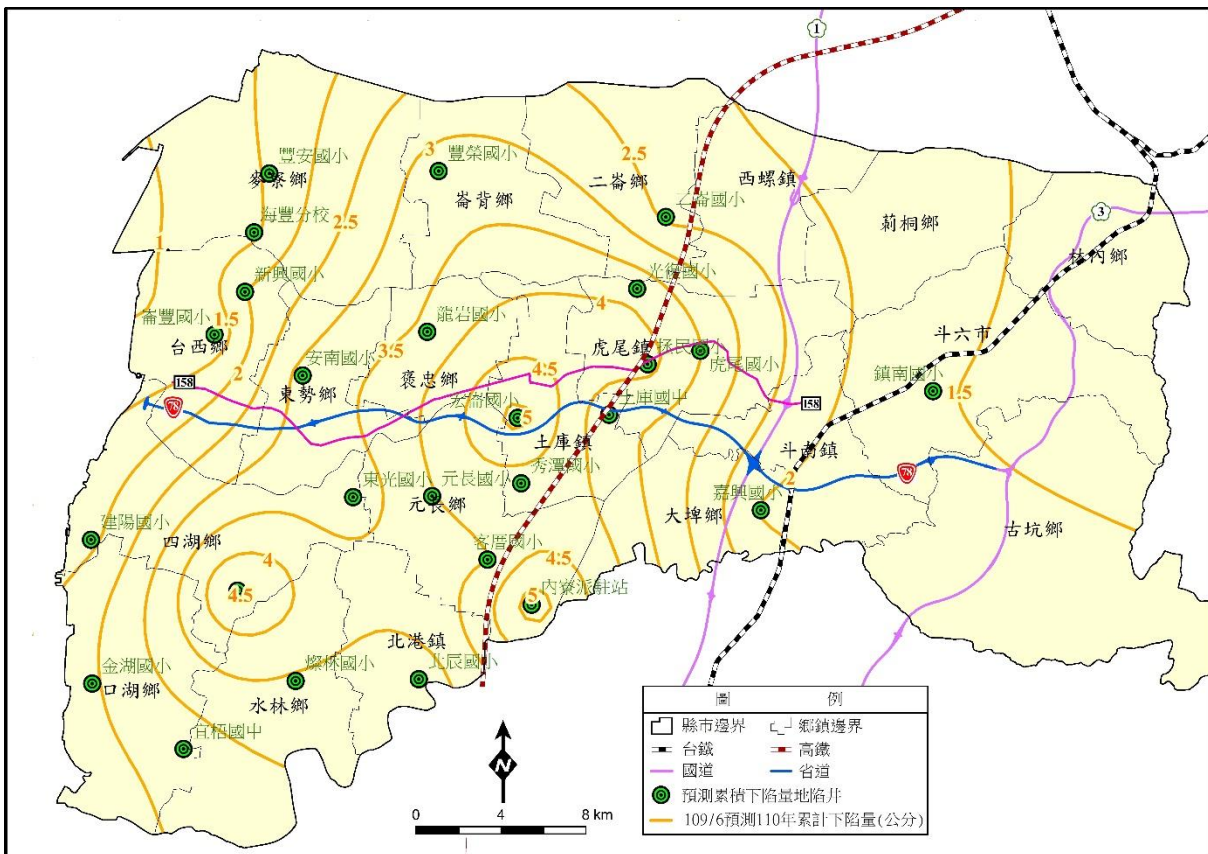 1
豐安國小
麥寮鄉
3
豐榮國小
崙背鄉
2.5
二崙鄉
二崙國小
西螺鎮
莿桐鄉
3
林內鄉
海豐分校
2.5
1
新興國小
崙豐國小
1.5
台西鄉
光復國小
4
龍岩國小
3.5
虎尾鎮
拯民國小
虎尾國小
斗六市
安南國小
東勢鄉
褒忠鄉
4.5
鎮南國小
1.5
158
2
78
宏崙國小
5
土庫國中
土庫鎮
158
斗南鎮
78
秀潭國小
東光國小
元長國小
元長鄉
2
嘉興國小
大埤鄉
古坑鄉
建陽國小
四湖鄉
客厝國小
4
4.5
4.5
內寮派駐站
5
北港鎮
北辰國小
金湖國小
口湖鄉
燦林國小
水林鄉
宜梧國中
N
0 4 8 km
圖 例
縣市邊界 鄉鎮邊界
台鐵 高鐵
國道 省道
預測累積下陷量地陷井
109/6預測110年累計下陷量(公分)